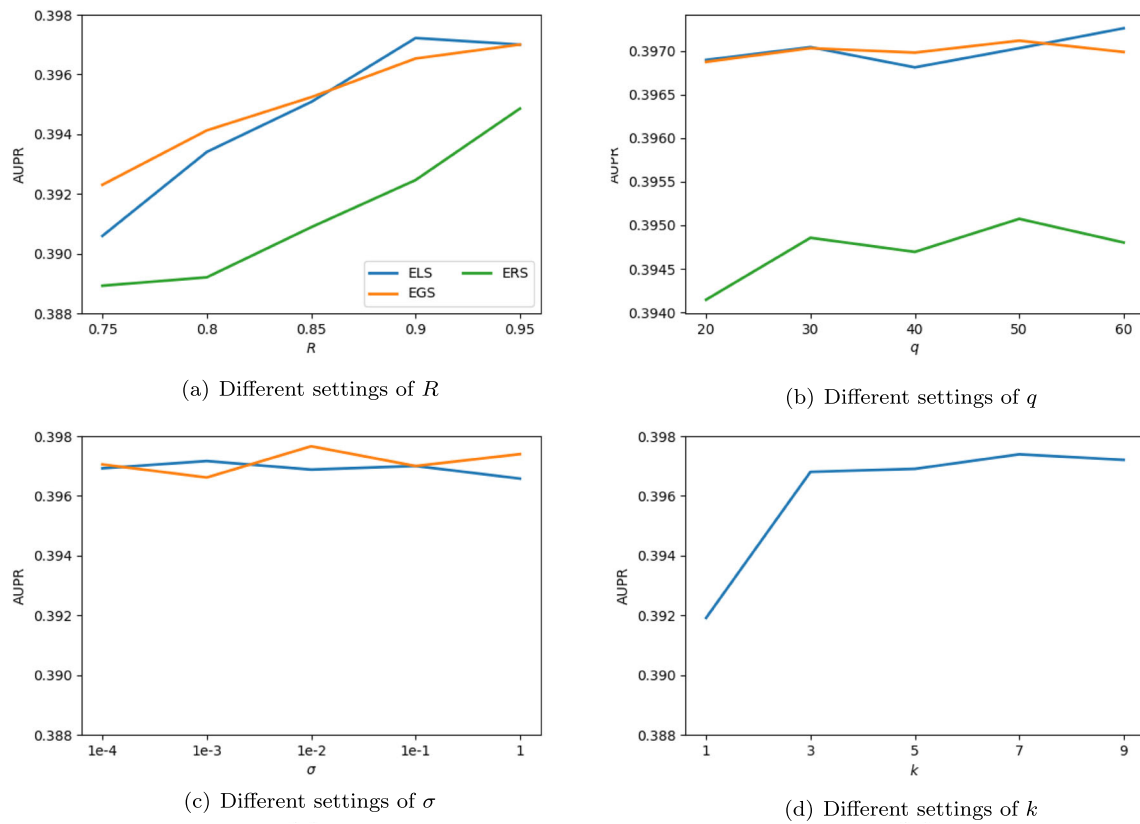 0.398
0.396
0.394
0.392
0.390
0.388
AUPR
ELS
EGS
ERS
0.75 0.8 0.85 0.9 0.95
R
(a) Different settings of R
0.3970
0.3965
0.3960
0.3955
0.3950
0.3945
0.3940
AUPR
20 30 40 50 60
q
(b) Different settings of q
0.398
0.396
0.394
0.392
0.390
0.388
AUPR
1e-4 1e-3 1e-2 1e-1 1
σ
(c) Different settings of σ
0.398
0.396
0.394
0.392
0.390
0.388
AUPR
1 3 5 7 9
k
(d) Different settings of k